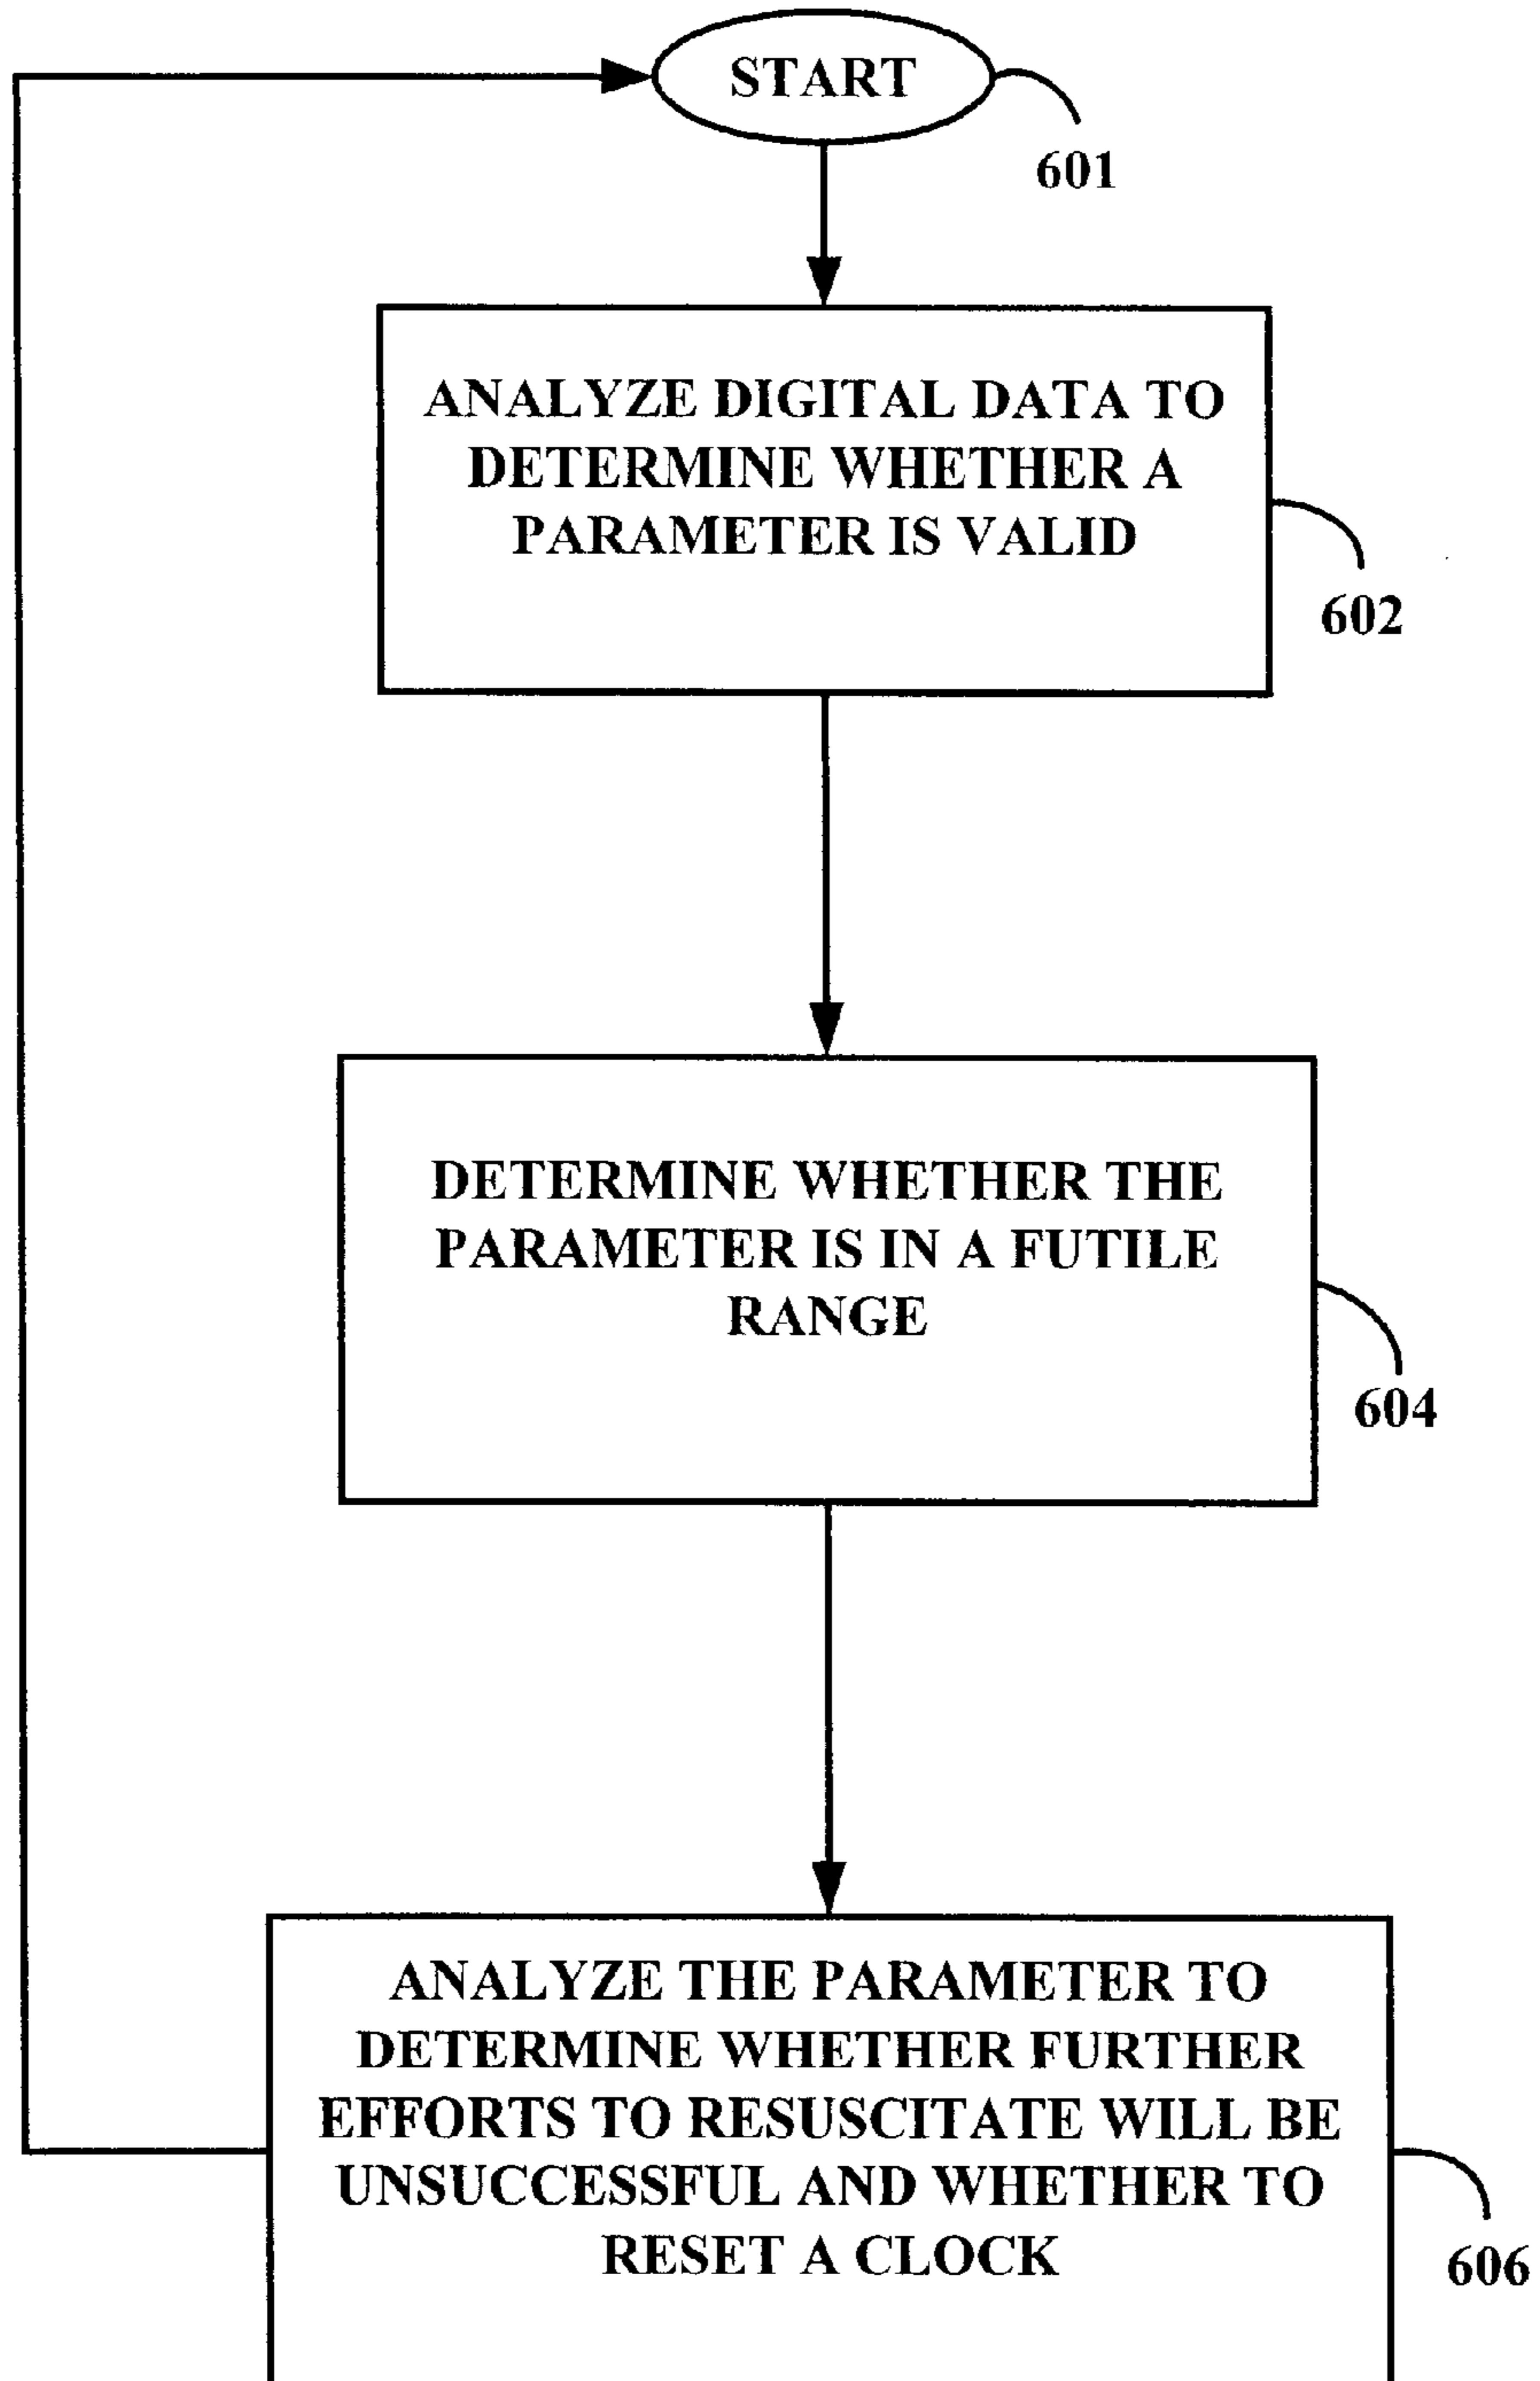 START
601
ANALYZE DIGITAL DATA TO
DETERMINE WHETHER A
PARAMETER IS VALID
602
DETERMINE WHETHER THE
PARAMETER IS IN A FUTILE
RANGE
604
ANALYZE THE PARAMETER TO
DETERMINE WHETHER FURTHER
EFFORTS TO RESUSCITATE WILL BE
UNSUCCESSFUL AND WHETHER TO
RESET A CLOCK
606